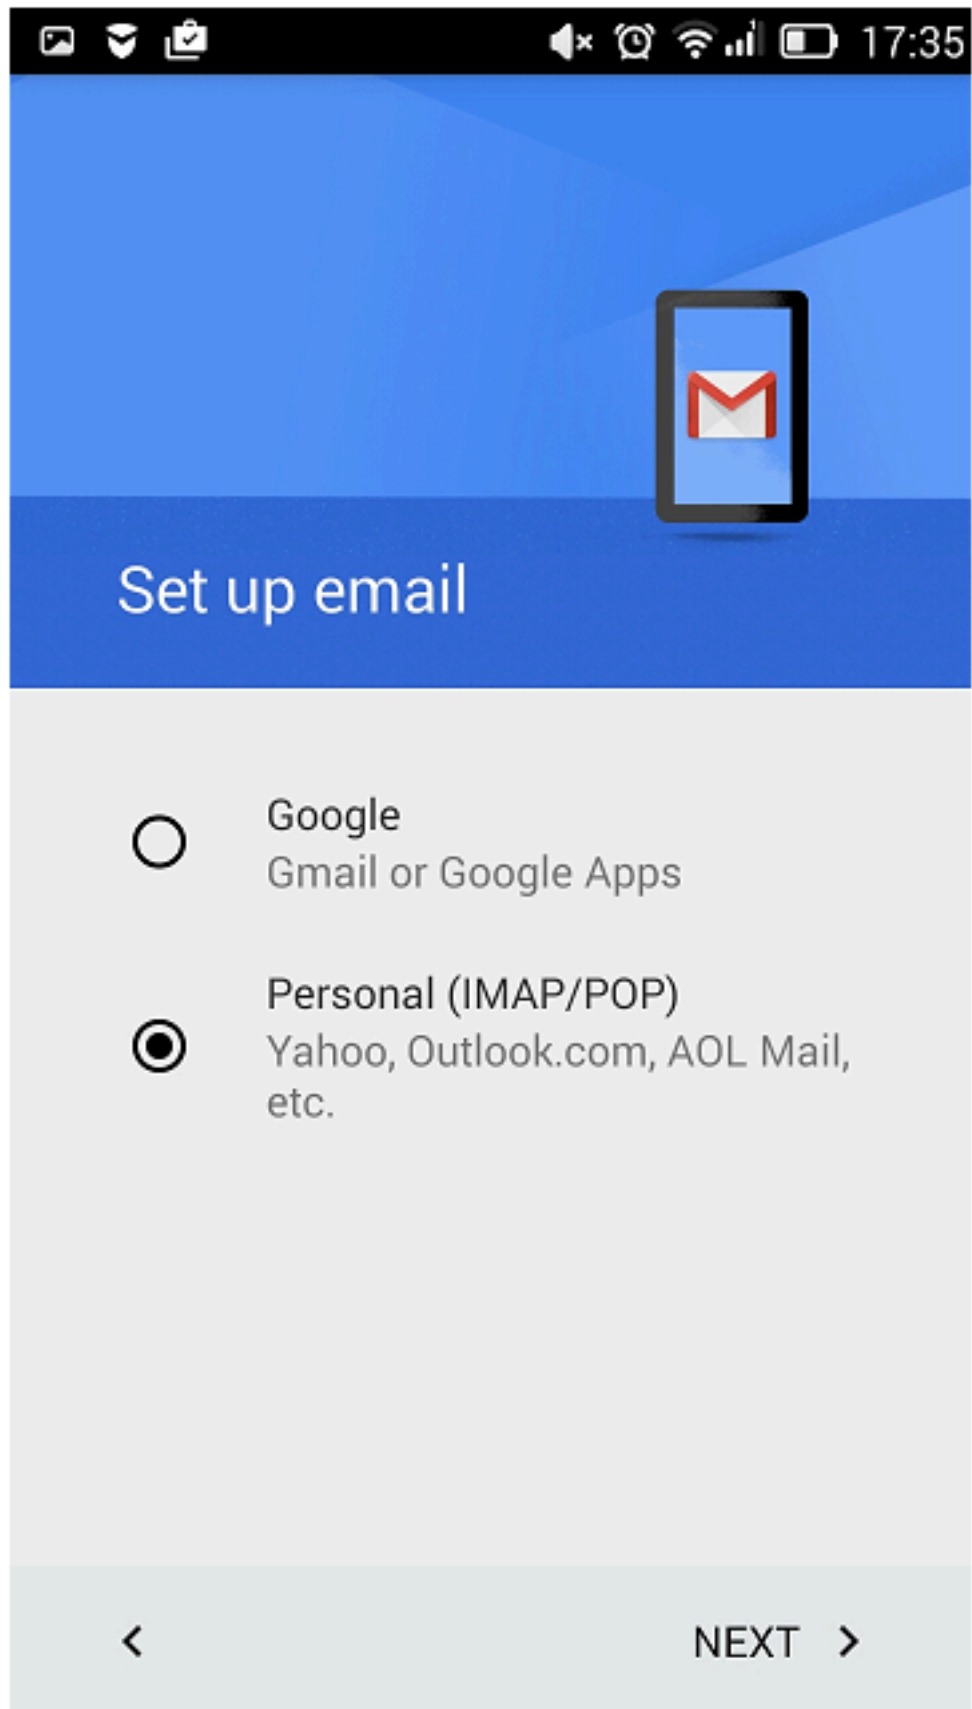 17:35
Set up email
Google
Gmail or Google Apps
Personal (IMAP/POP)
Yahoo, Outlook.com, AOL Mail,
etc.
NEXT